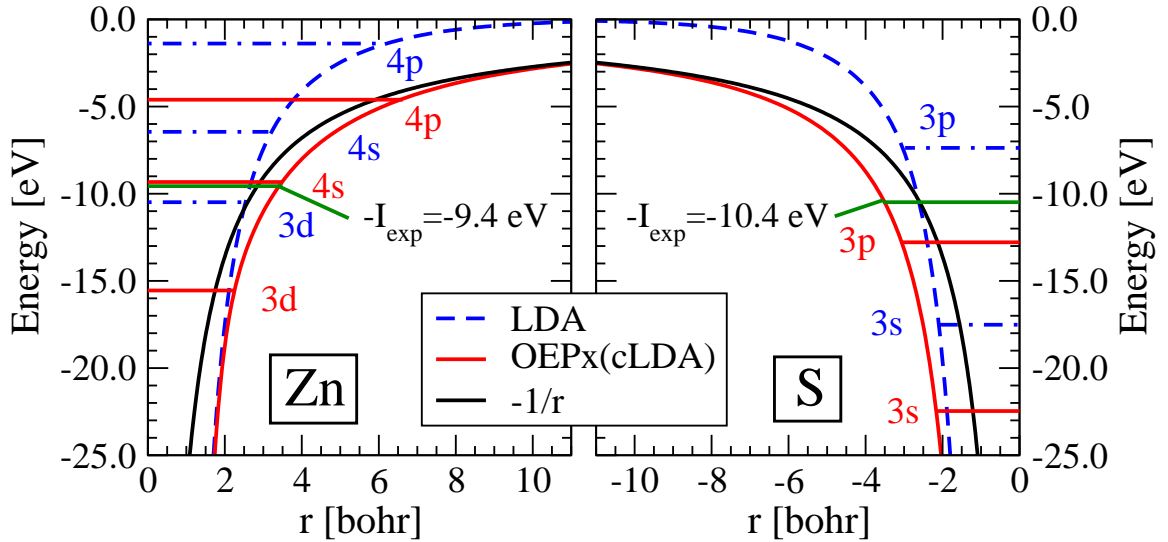 0.0
-5.0
-10.0
-15.0
-20.0
-25.0
Energy [eV]
0 2 4 6 8 10
r [bohr]
4p
4p
4s
4s
3d
3d
-I_exp=-9.4 eV
Zn
LDA
OEPx(cLDA)
-1/r
-I_exp=-10.4 eV
3p
3p
3s
3s
S
0.0
-5.0
-10.0
-15.0
-20.0
-25.0
Energy [eV]
-10 -8 -6 -4 -2 0
r [bohr]